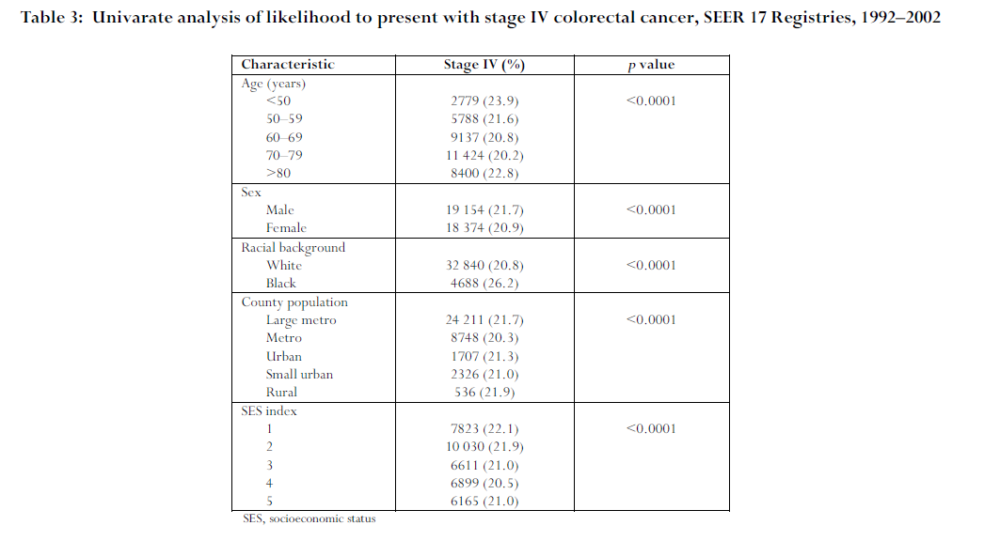 Table 3: Univarate analysis of likelihood to present with stage IV colorectal cancer, SEER 17 Registries, 1992–2002
Characteristic Stage IV (%) p value
Age (years)
<50 2779 (23.9) <0.0001
50–59 5788 (21.6)
60–69 9137 (20.8)
70–79 11 424 (20.2)
>80 8400 (22.8)
Sex
Male 19 154 (21.7) <0.0001
Female 18 374 (20.9)
Racial background
White 32 840 (20.8) <0.0001
Black 4688 (26.2)
County population
Large metro 24 211 (21.7) <0.0001
Metro 8748 (20.3)
Urban 1707 (21.3)
Small urban 2326 (21.0)
Rural 536 (21.9)
SES index
1 7823 (22.1) <0.0001
2 10 030 (21.9)
3 6611 (21.0)
4 6899 (20.5)
5 6165 (21.0)
SES, socioeconomic status